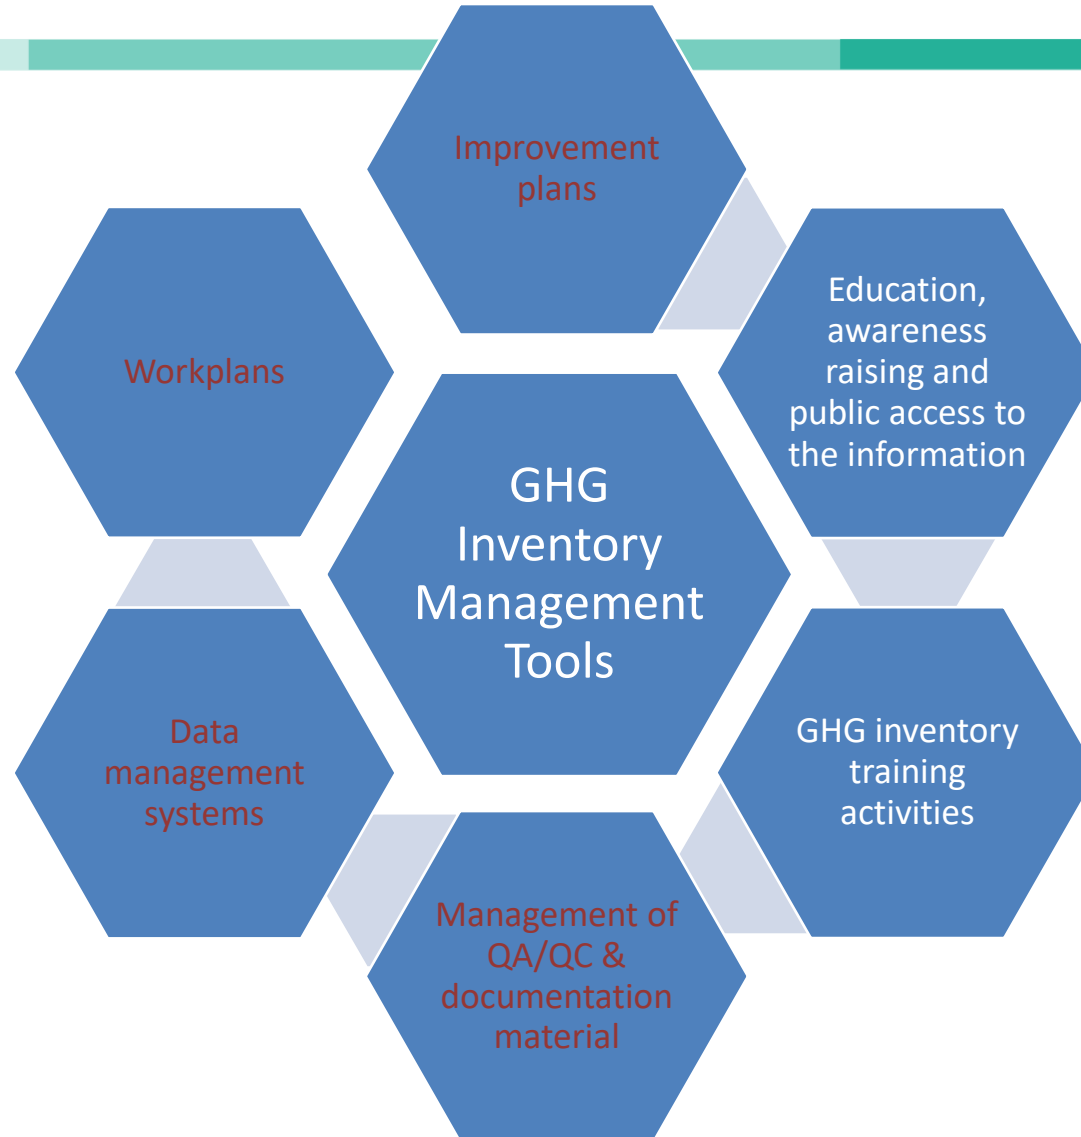 Improvement
plans
Education,
awareness
raising and
public access to
the information
Workplans
GHG
Inventory
Management
Tools
Data
management
systems
GHG inventory
training
activities
Management of
QA/QC &
documentation
material